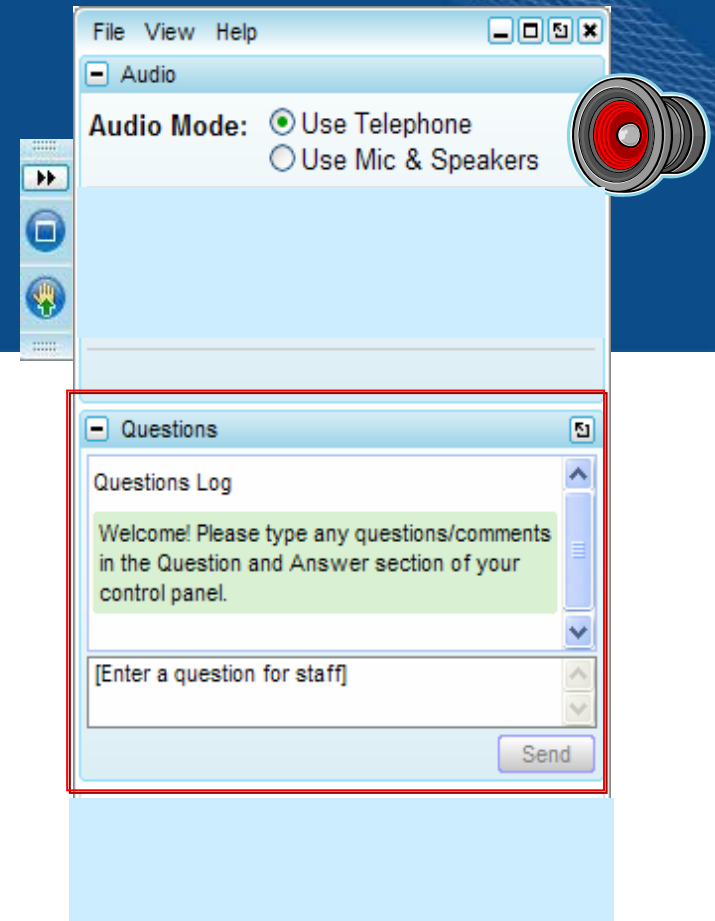 File View Help
Audio
Audio Mode: Use Telephone
Use Mic & Speakers
Questions
Questions Log
Welcome! Please type any questions/comments
in the Question and Answer section of your
control panel.
[Enter a question for staff]
Send